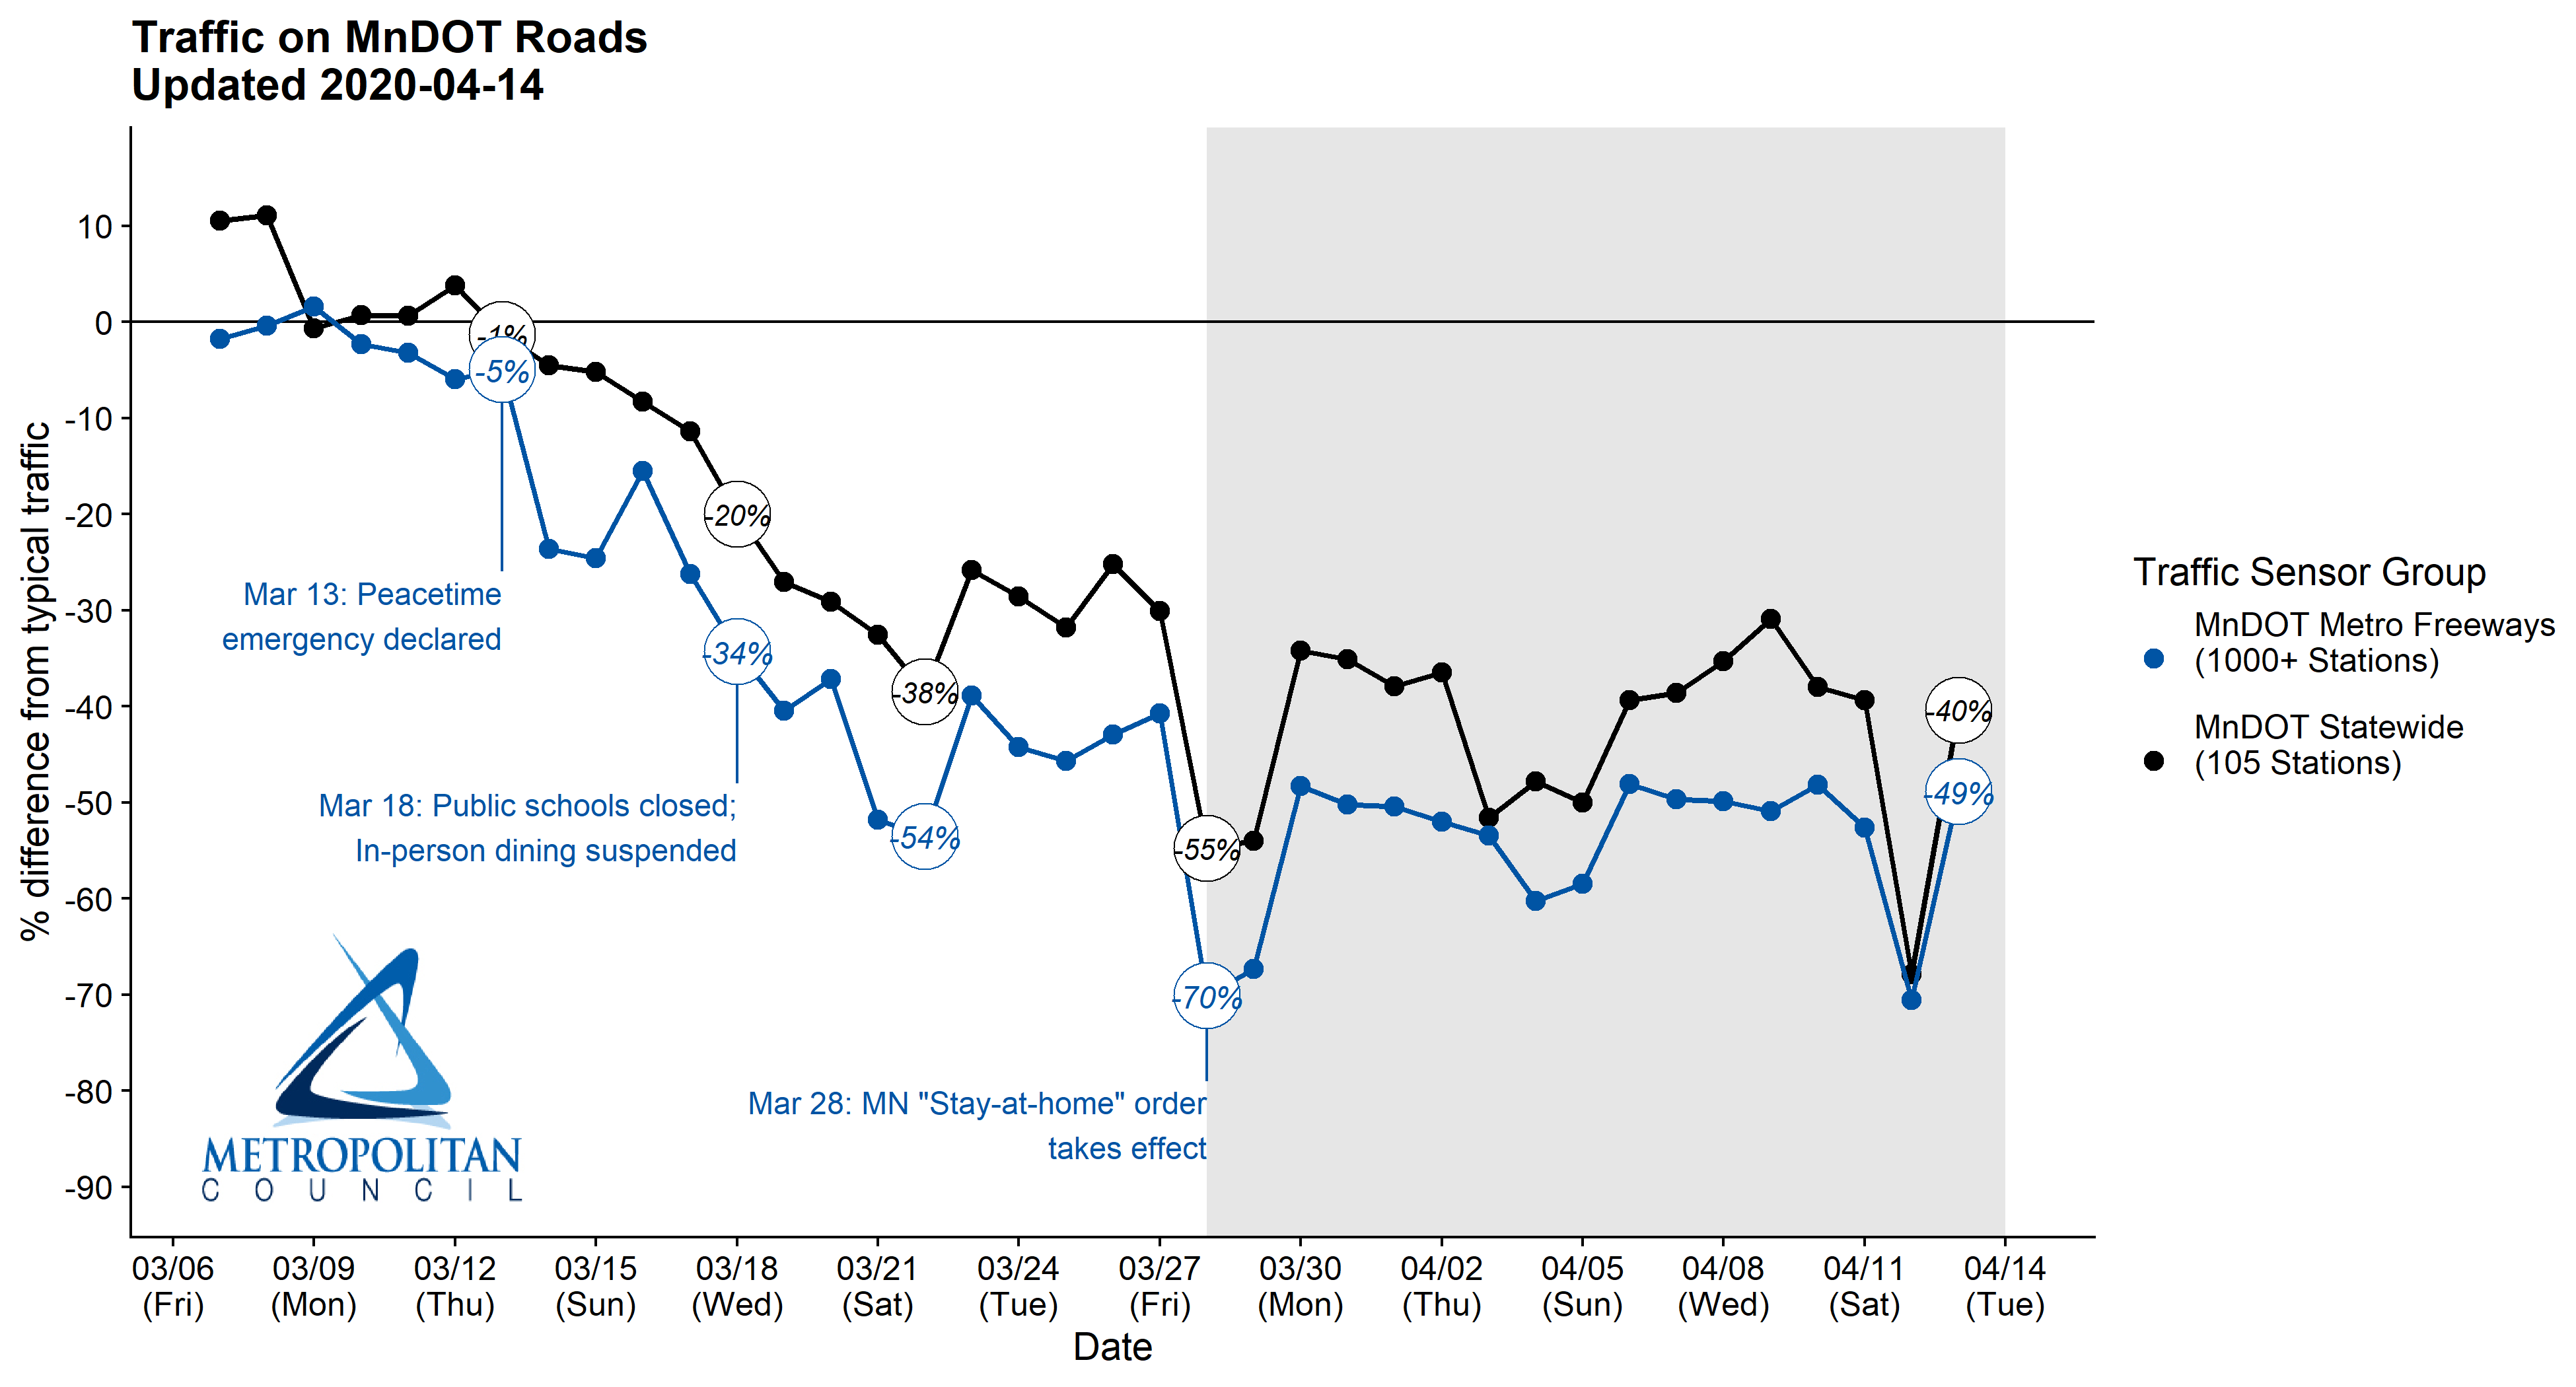 Traffic on MnDOT Roads
Updated 2020-04-14
% difference from typical traffic
10
0
-10
-20
-30
-40
-50
-60
-70
-80
-90
-1%
-5%
-20%
-34%
-38%
-54%
-55%
-70%
-40%
-49%
Mar 13: Peacetime
emergency declared
Mar 18: Public schools closed;
In-person dining suspended
Mar 28: MN "Stay-at-home" order
takes effect
METROPOLITAN
COUNCIL
03/06 03/09 03/12 03/15 03/18 03/21 03/24 03/27 03/30 04/02 04/05 04/08 04/11 04/14
(Fri) (Mon) (Thu) (Sun) (Wed) (Sat) (Tue) (Fri) (Mon) (Thu) (Sun) (Wed) (Sat) (Tue)
Date
Traffic Sensor Group
MnDOT Metro Freeways
(1000+ Stations)
MnDOT Statewide
(105 Stations)